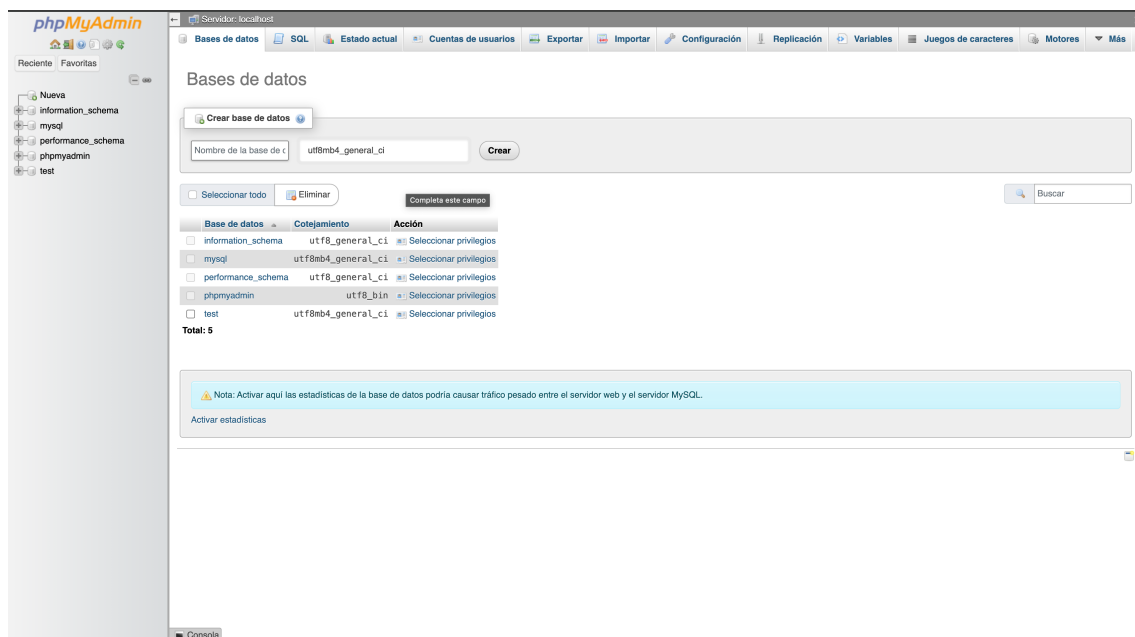 phpMyAdmin
Reciente Favoritas
Nueva
information_schema
mysql
performance_schema
phpmyadmin
test
Servidor: localhost
Bases de datos SQL Estado actual Cuentas de usuarios Exportar Importar Configuración Replicación Variables Juegos de caracteres Motores Más
Bases de datos
Crear base de datos
Nombre de la base de utf8mb4_general_ci Crear
Seleccionar todo Eliminar Buscar
Completa este campo
Base de datos Cotejamiento Acción
information_schema utf8_general_ci Seleccionar privilegios
mysql utf8mb4_general_ci Seleccionar privilegios
performance_schema utf8_general_ci Seleccionar privilegios
phpmyadmin utf8_bin Seleccionar privilegios
test utf8mb4_general_ci Seleccionar privilegios
Total: 5
Nota: Activar aquí las estadísticas de la base de datos podría causar tráfico pesado entre el servidor web y el servidor MySQL.
Activar estadísticas
Consola